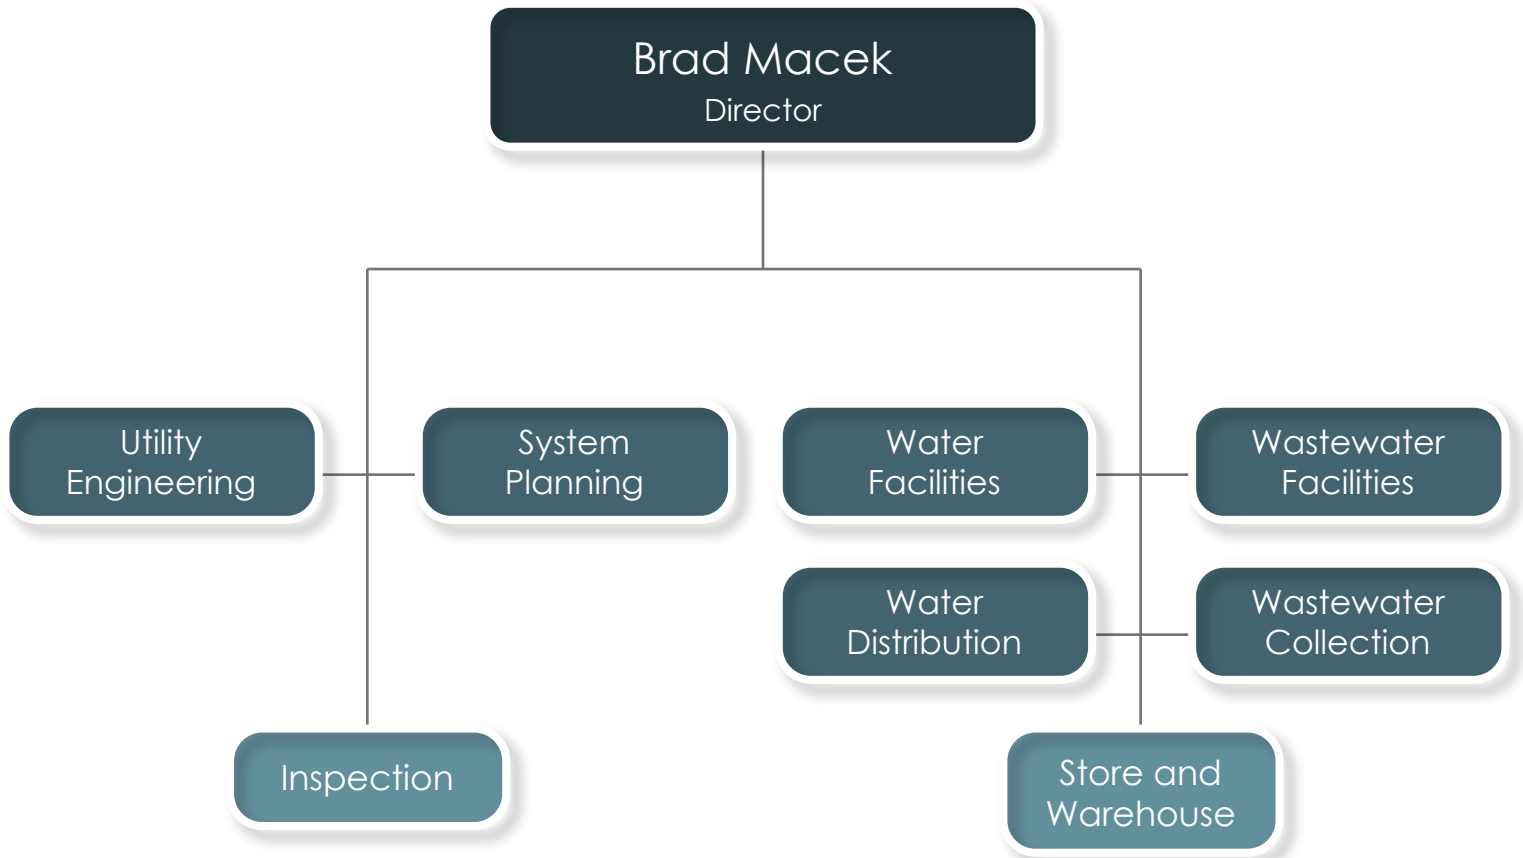 Brad Macek
Director
Utility
Engineering
System
Planning
Water
Facilities
Wastewater
Facilities
Water
Distribution
Wastewater
Collection
Inspection
Store and
Warehouse